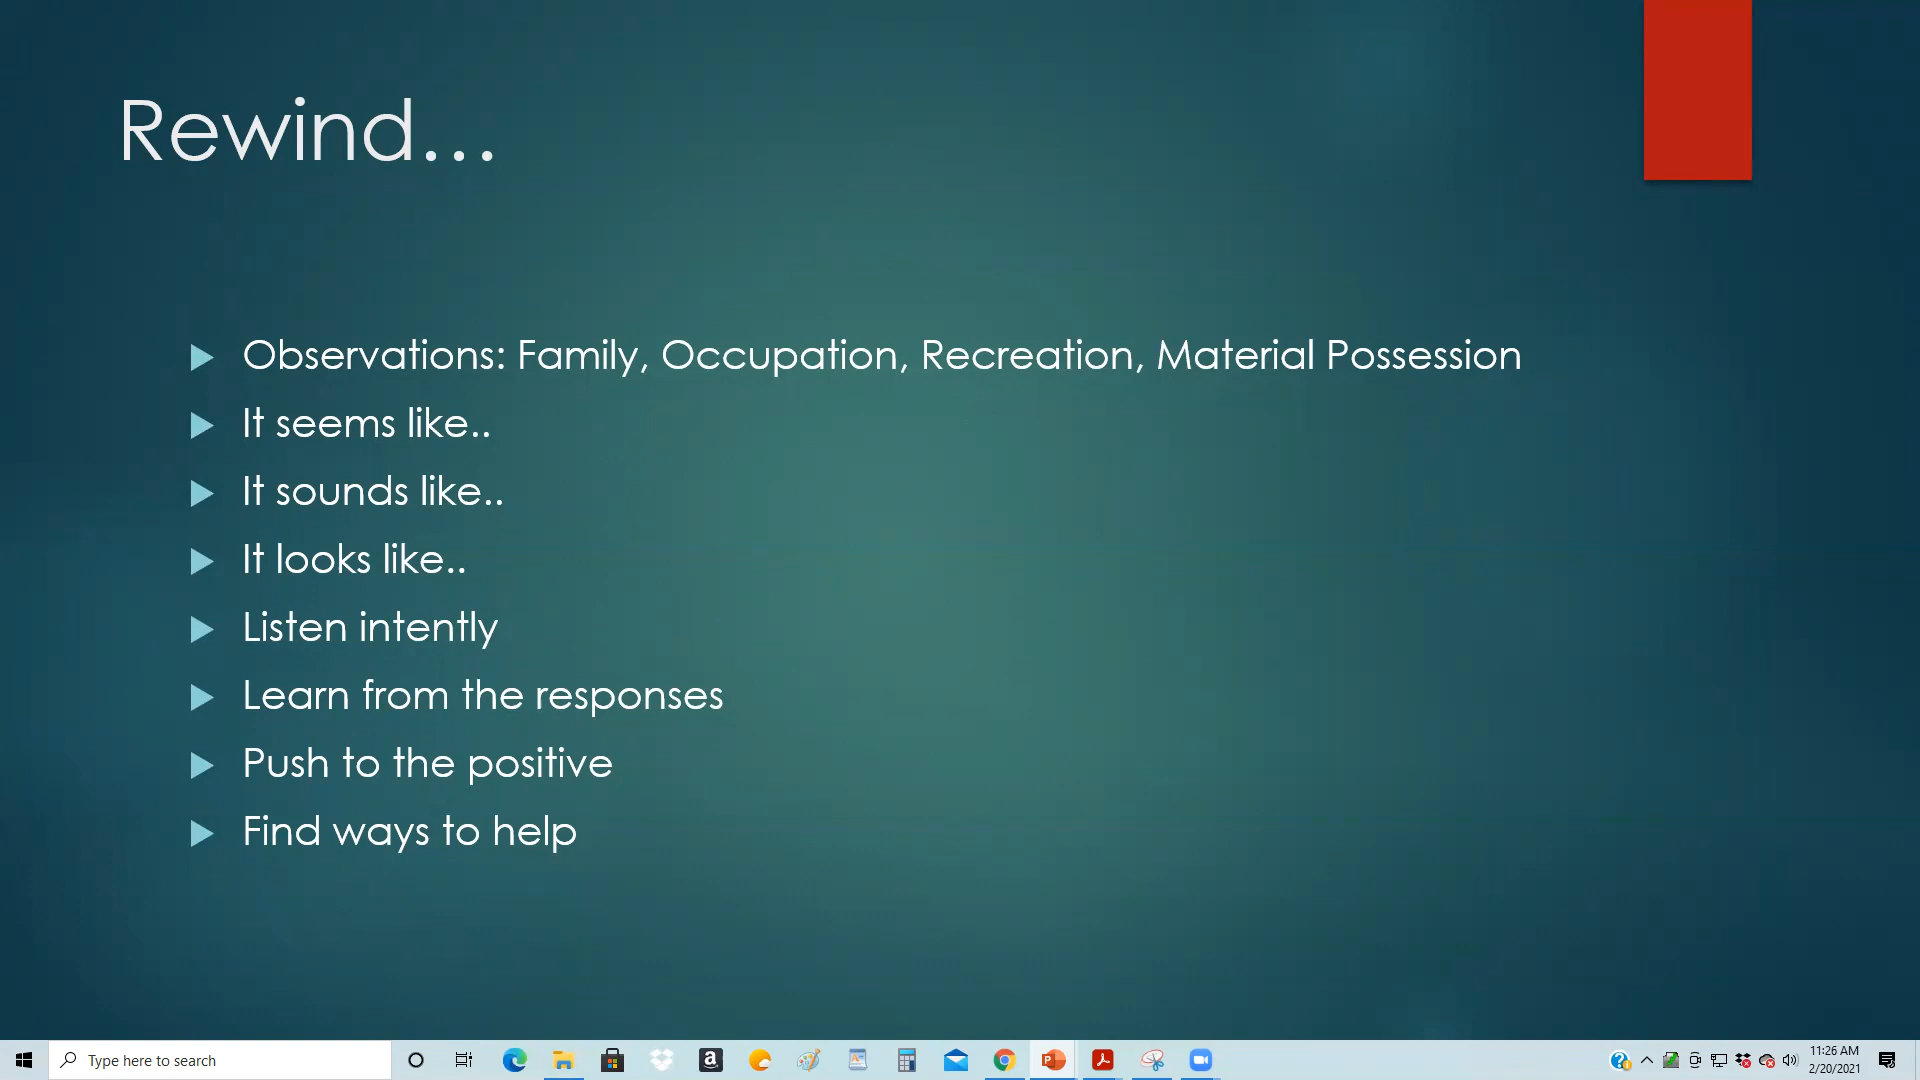 Rewind...
Observations: Family, Occupation, Recreation, Material Possession
It seems like..
It sounds like..
It looks like..
Listen intently
Learn from the responses
Push to the positive
Find ways to help
Type here to search
11:26 AM
2/20/2021